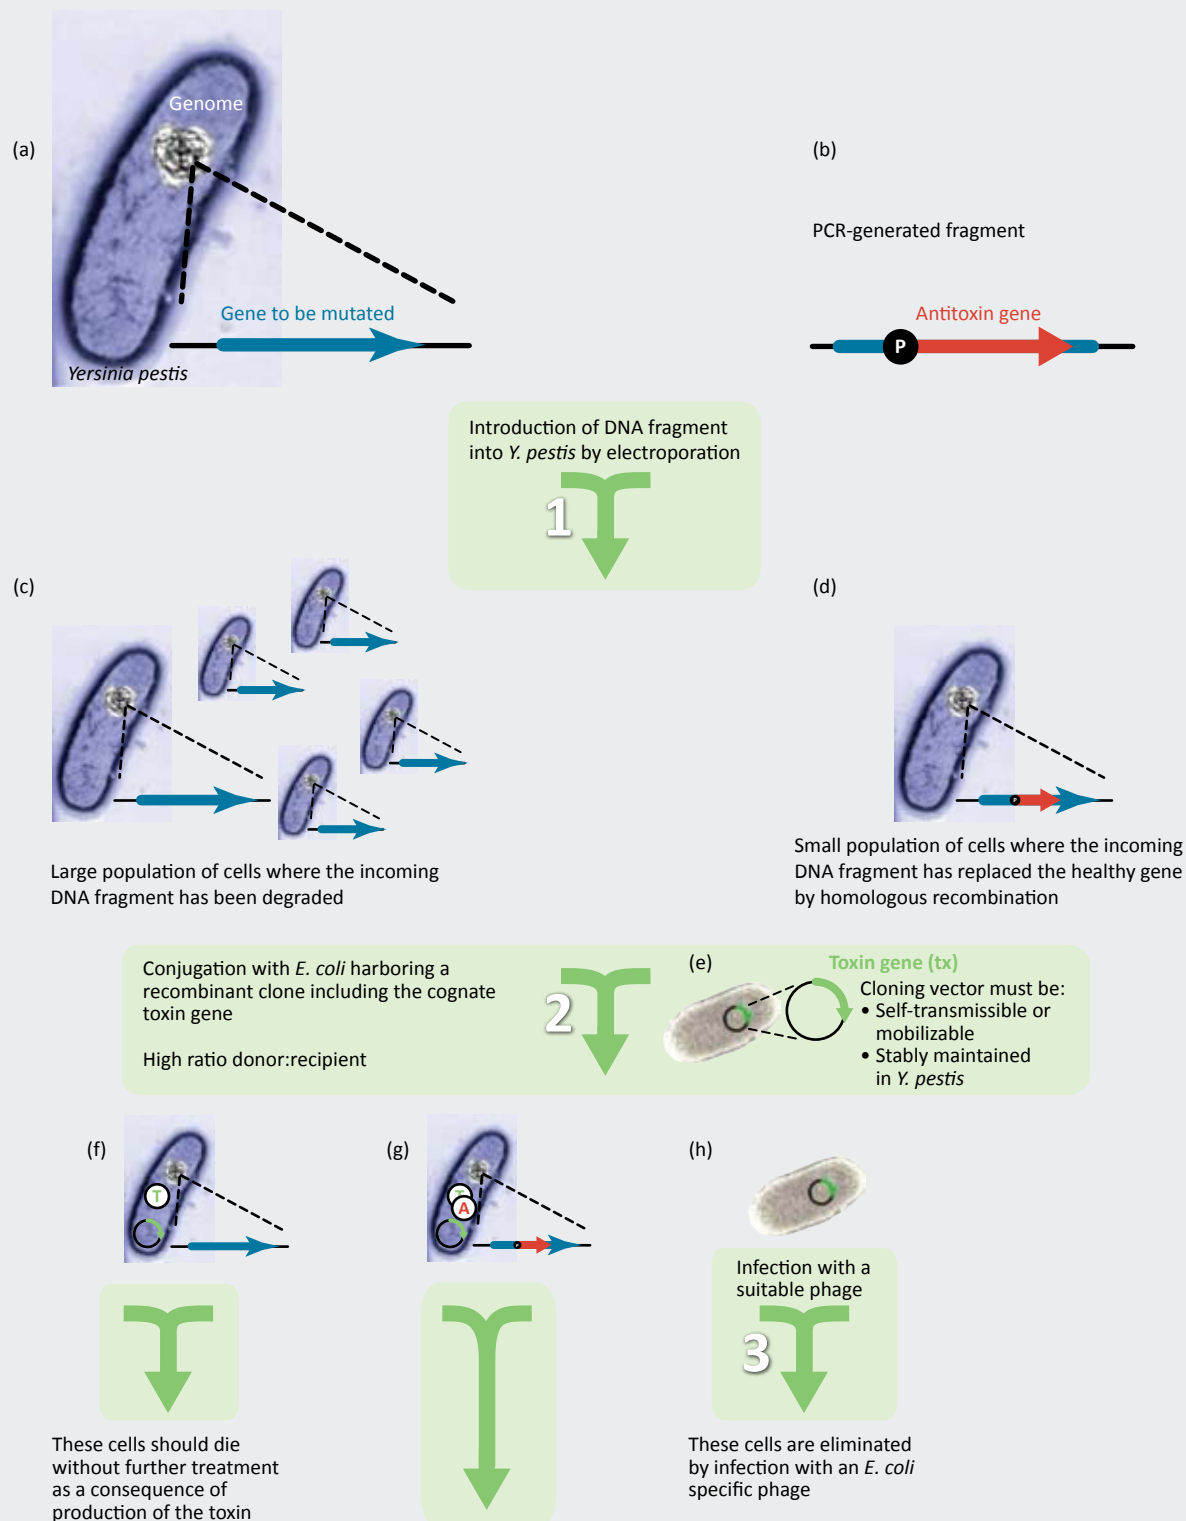 Genome
(a)
(b)
PCR-generated fragment
Gene to be mutated
Antitoxin gene
P
Yersinia pestis
Introduction of DNA fragment
into Y. pestis by electroporation
1
(c)
(d)
P
Large population of cells where the incoming
DNA fragment has been degraded
Small population of cells where the incoming
DNA fragment has replaced the healthy gene
by homologous recombination
Conjugation with E. coli harboring a
recombinant clone including the cognate
toxin gene
High ratio donor:recipient
2
(e)
Toxin gene (tx)
Cloning vector must be:
• Self-transmissible or
mobilizable
• Stably maintained
in Y. pestis
(f)
T
(g)
T
A
P
(h)
Infection with a
suitable phage
3
These cells should die
without further treatment
as a consequence of
production of the toxin
These cells are eliminated
by infection with an E. coli
specific phage